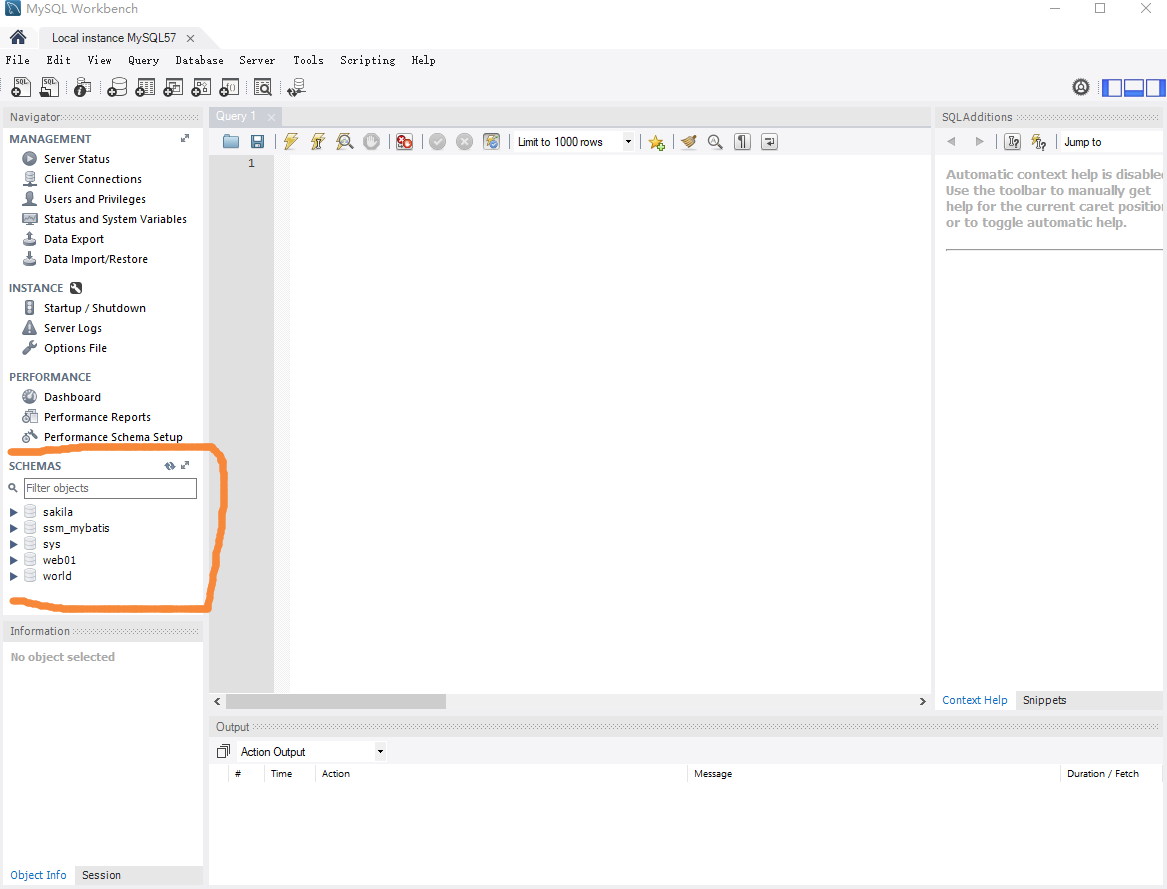 MySQL Workbench
Local instance MySQL57
File Edit View Query Database Server Tools Scripting Help
Navigator
MANAGEMENT
Server Status
Client Connections
Users and Privileges
Status and System Variables
Data Export
Data Import/Restore
INSTANCE
Startup / Shutdown
Server Logs
Options File
PERFORMANCE
Dashboard
Performance Reports
Performance Schema Setup
SCHEMAS
Filter objects
sakila
ssm_mybatis
sys
web01
world
Information
No object selected
Object Info Session
Query 1
Limit to 1000 rows
1
SQLAdditions
Jump to
Automatic context help is disabled
Use the toolbar to manually get
help for the current caret position
or to toggle automatic help.
Context Help Snippets
Output
Action Output
# Time Action Message Duration / Fetch